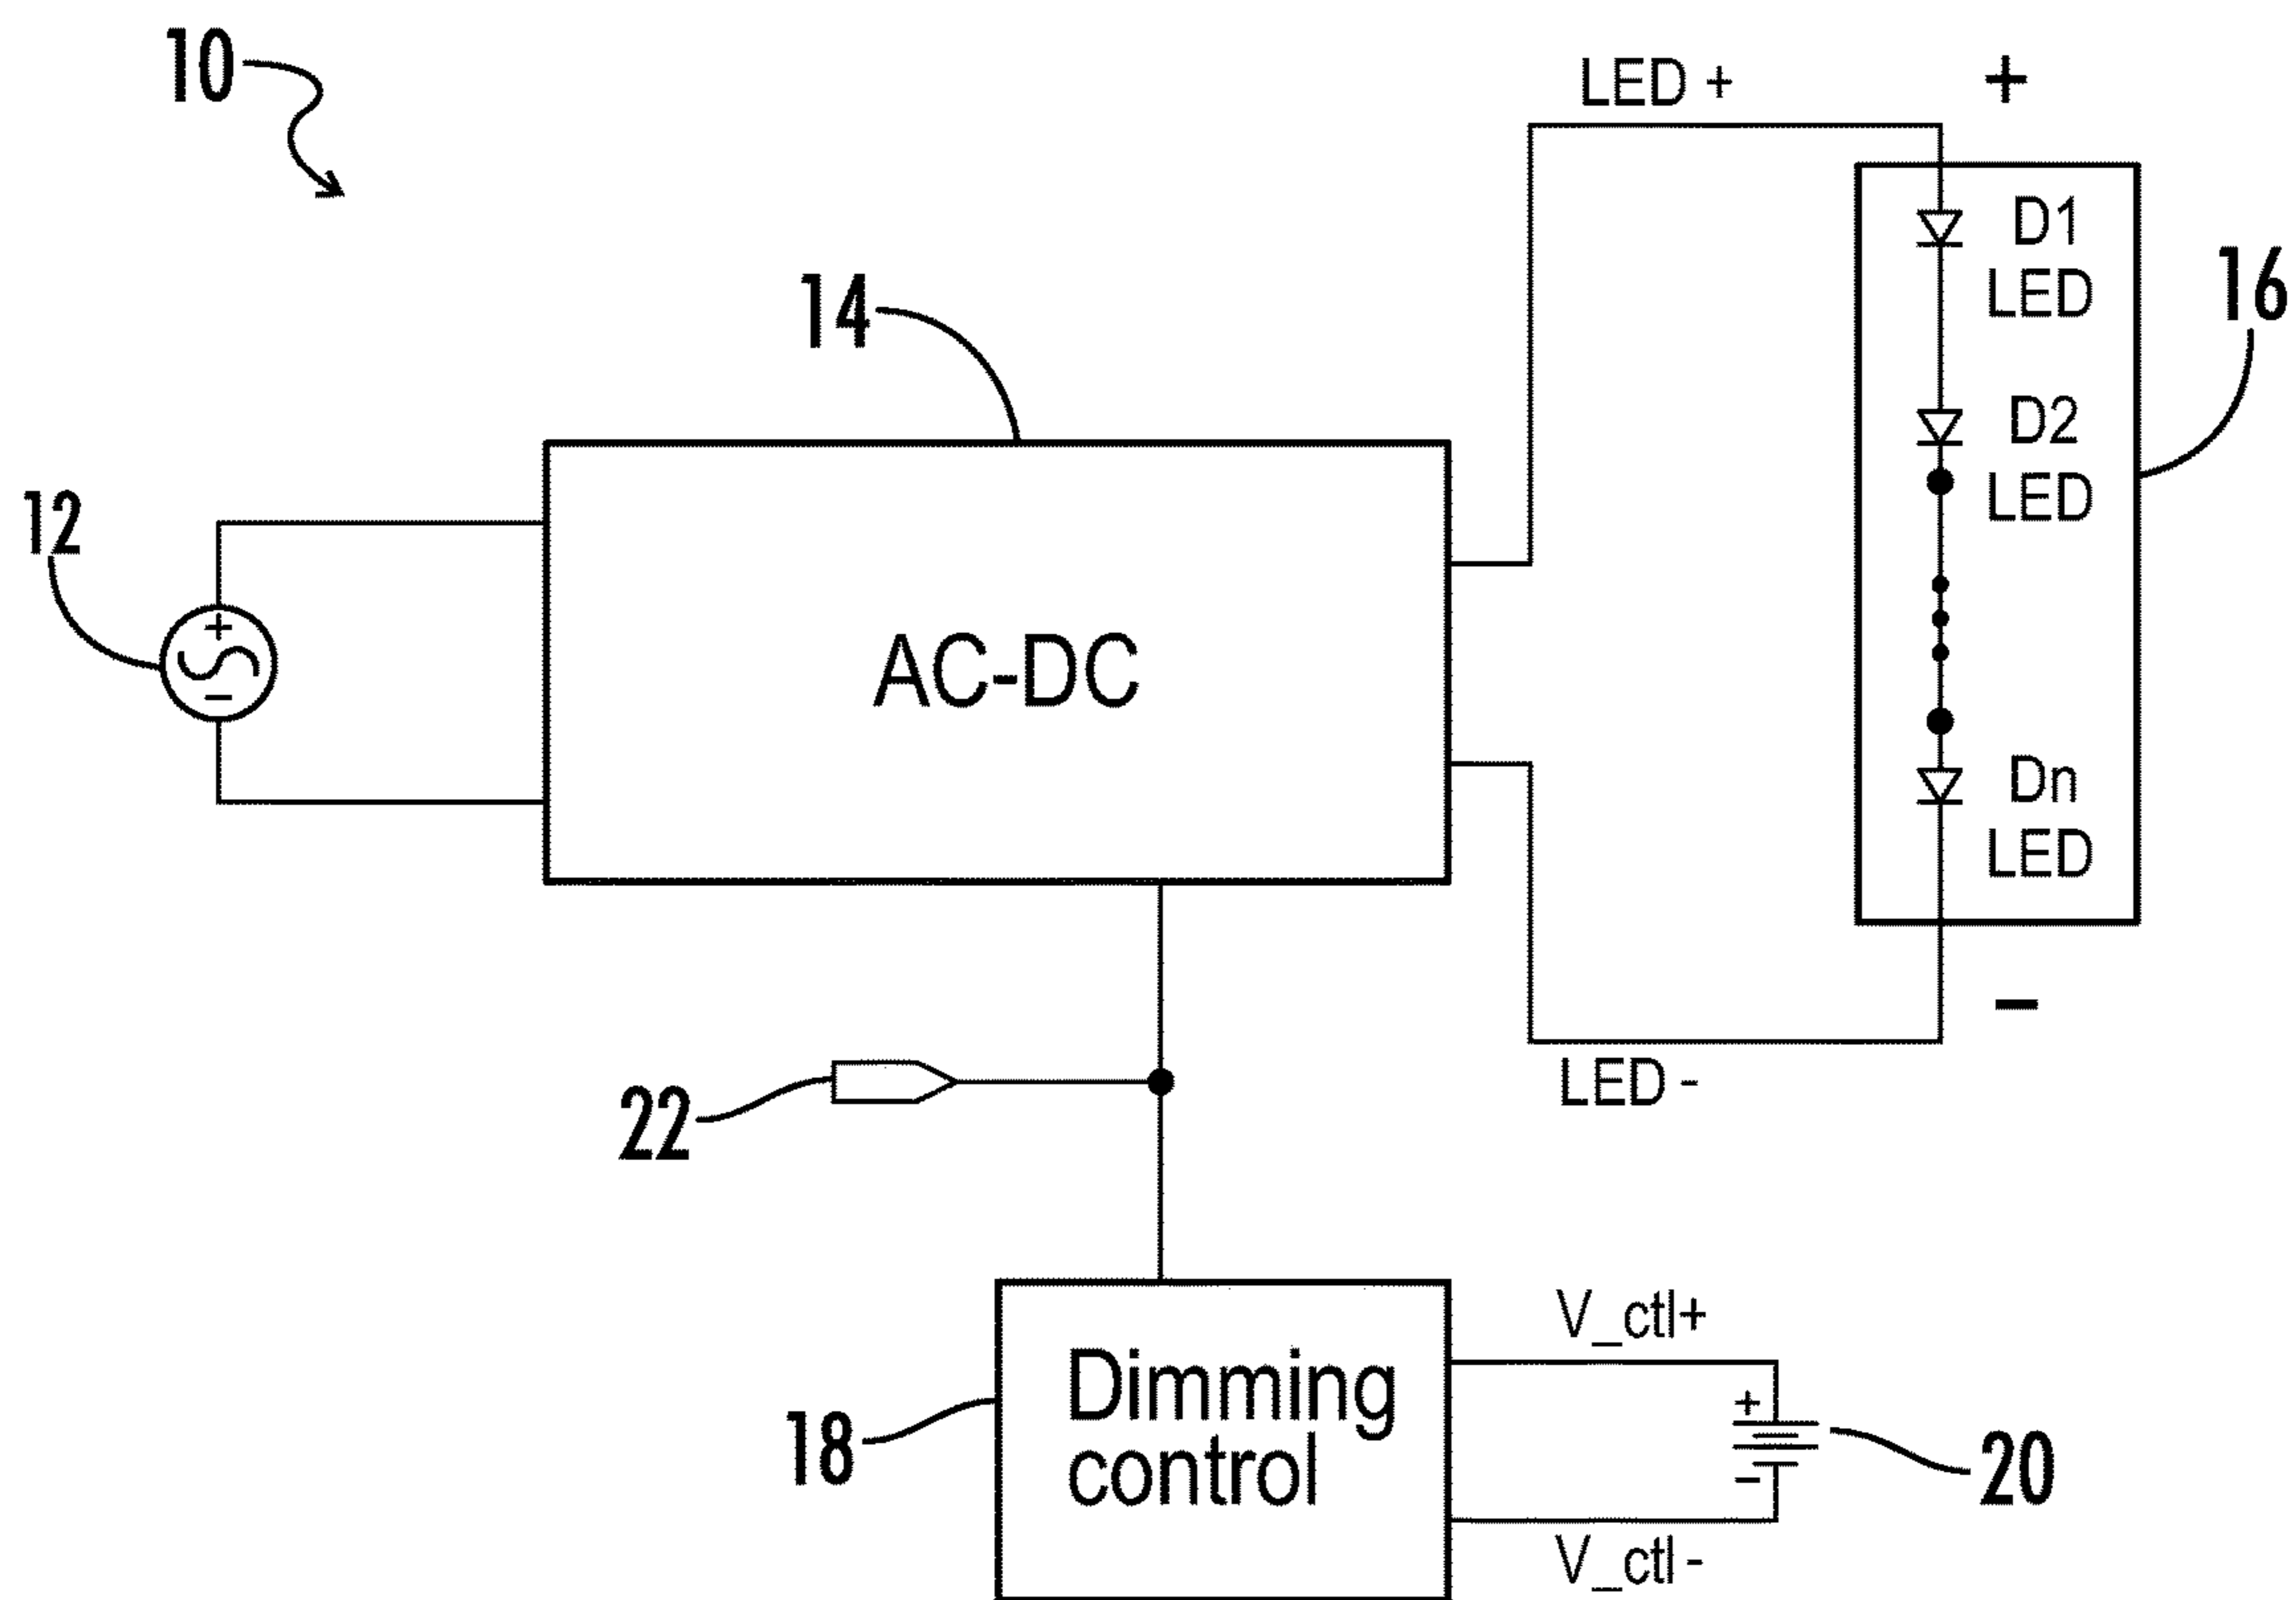 10
LED +
+
D1
LED
16
14
D2
LED
12
+
-
AC-DC
Dn
LED
-
LED -
22
V_ctl+
Dimming
control
18
+
-
20
V_ctl -